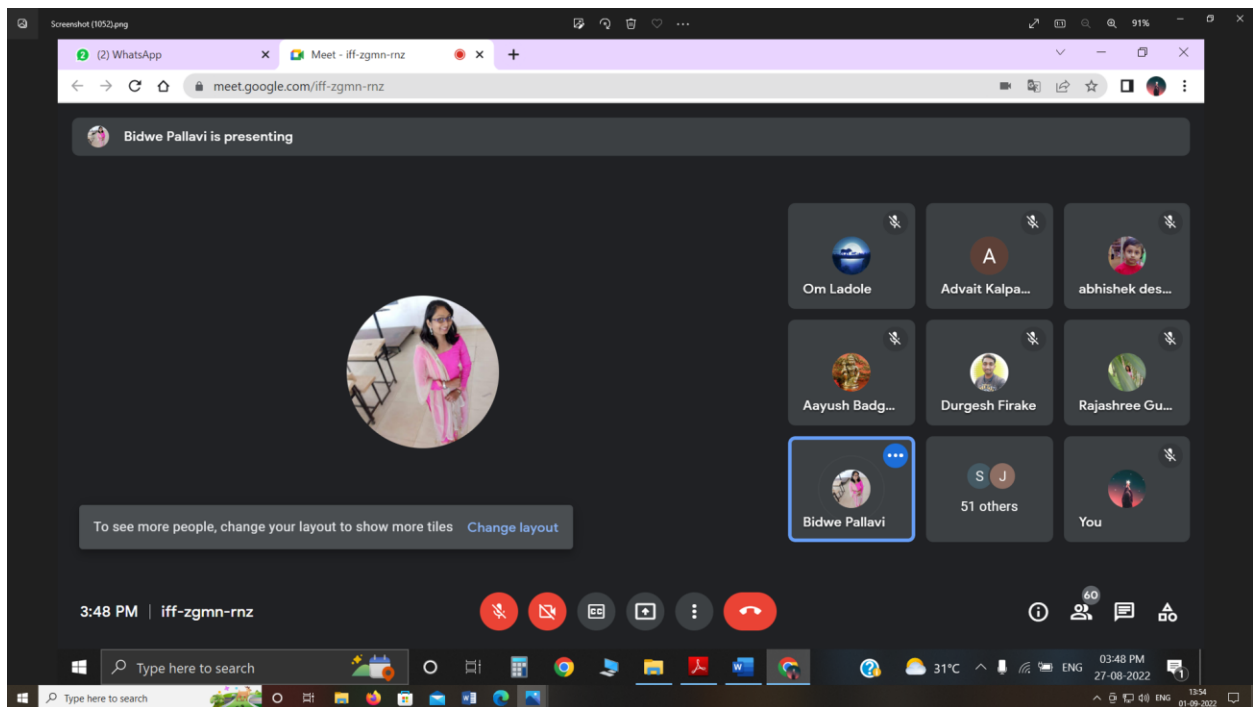 Screenshot (1052).png
91%
(2) WhatsApp
Meet - iff-zgmn-rnz
meet.google.com/iff-zgmn-rnz
Bidwe Pallavi is presenting
Om Ladole
A
Advait Kalpa...
abhishek des...
Aayush Badg...
Durgesh Firake
Rajashree Gu...
Bidwe Pallavi
S J
51 others
You
To see more people, change your layout to show more tiles Change layout
3:48 PM | iff-zgmn-rnz
60
Type here to search
31°C
ENG
03:48 PM
27-08-2022
1
Type here to search
ENG
13:54
01-09-2022